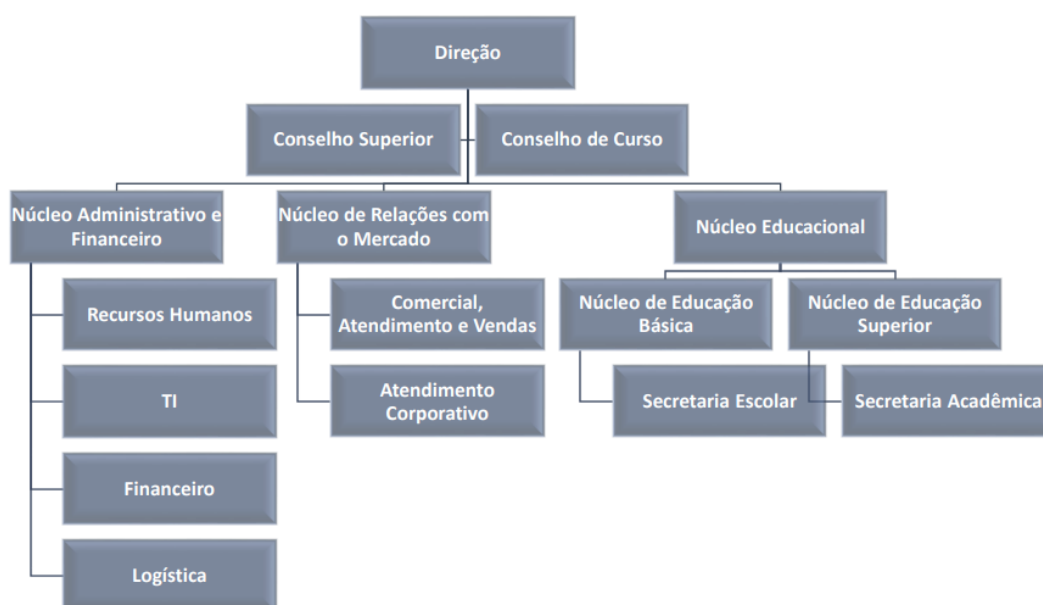 Direção
Conselho Superior
Conselho de Curso
Núcleo Administrativo e
Financeiro
Núcleo de Relações com
o Mercado
Núcleo Educacional
Recursos Humanos
Comercial,
Atendimento e Vendas
Núcleo de Educação
Básica
Núcleo de Educação
Superior
TI
Atendimento
Corporativo
Secretaria Escolar
Secretaria Acadêmica
Financeiro
Logística